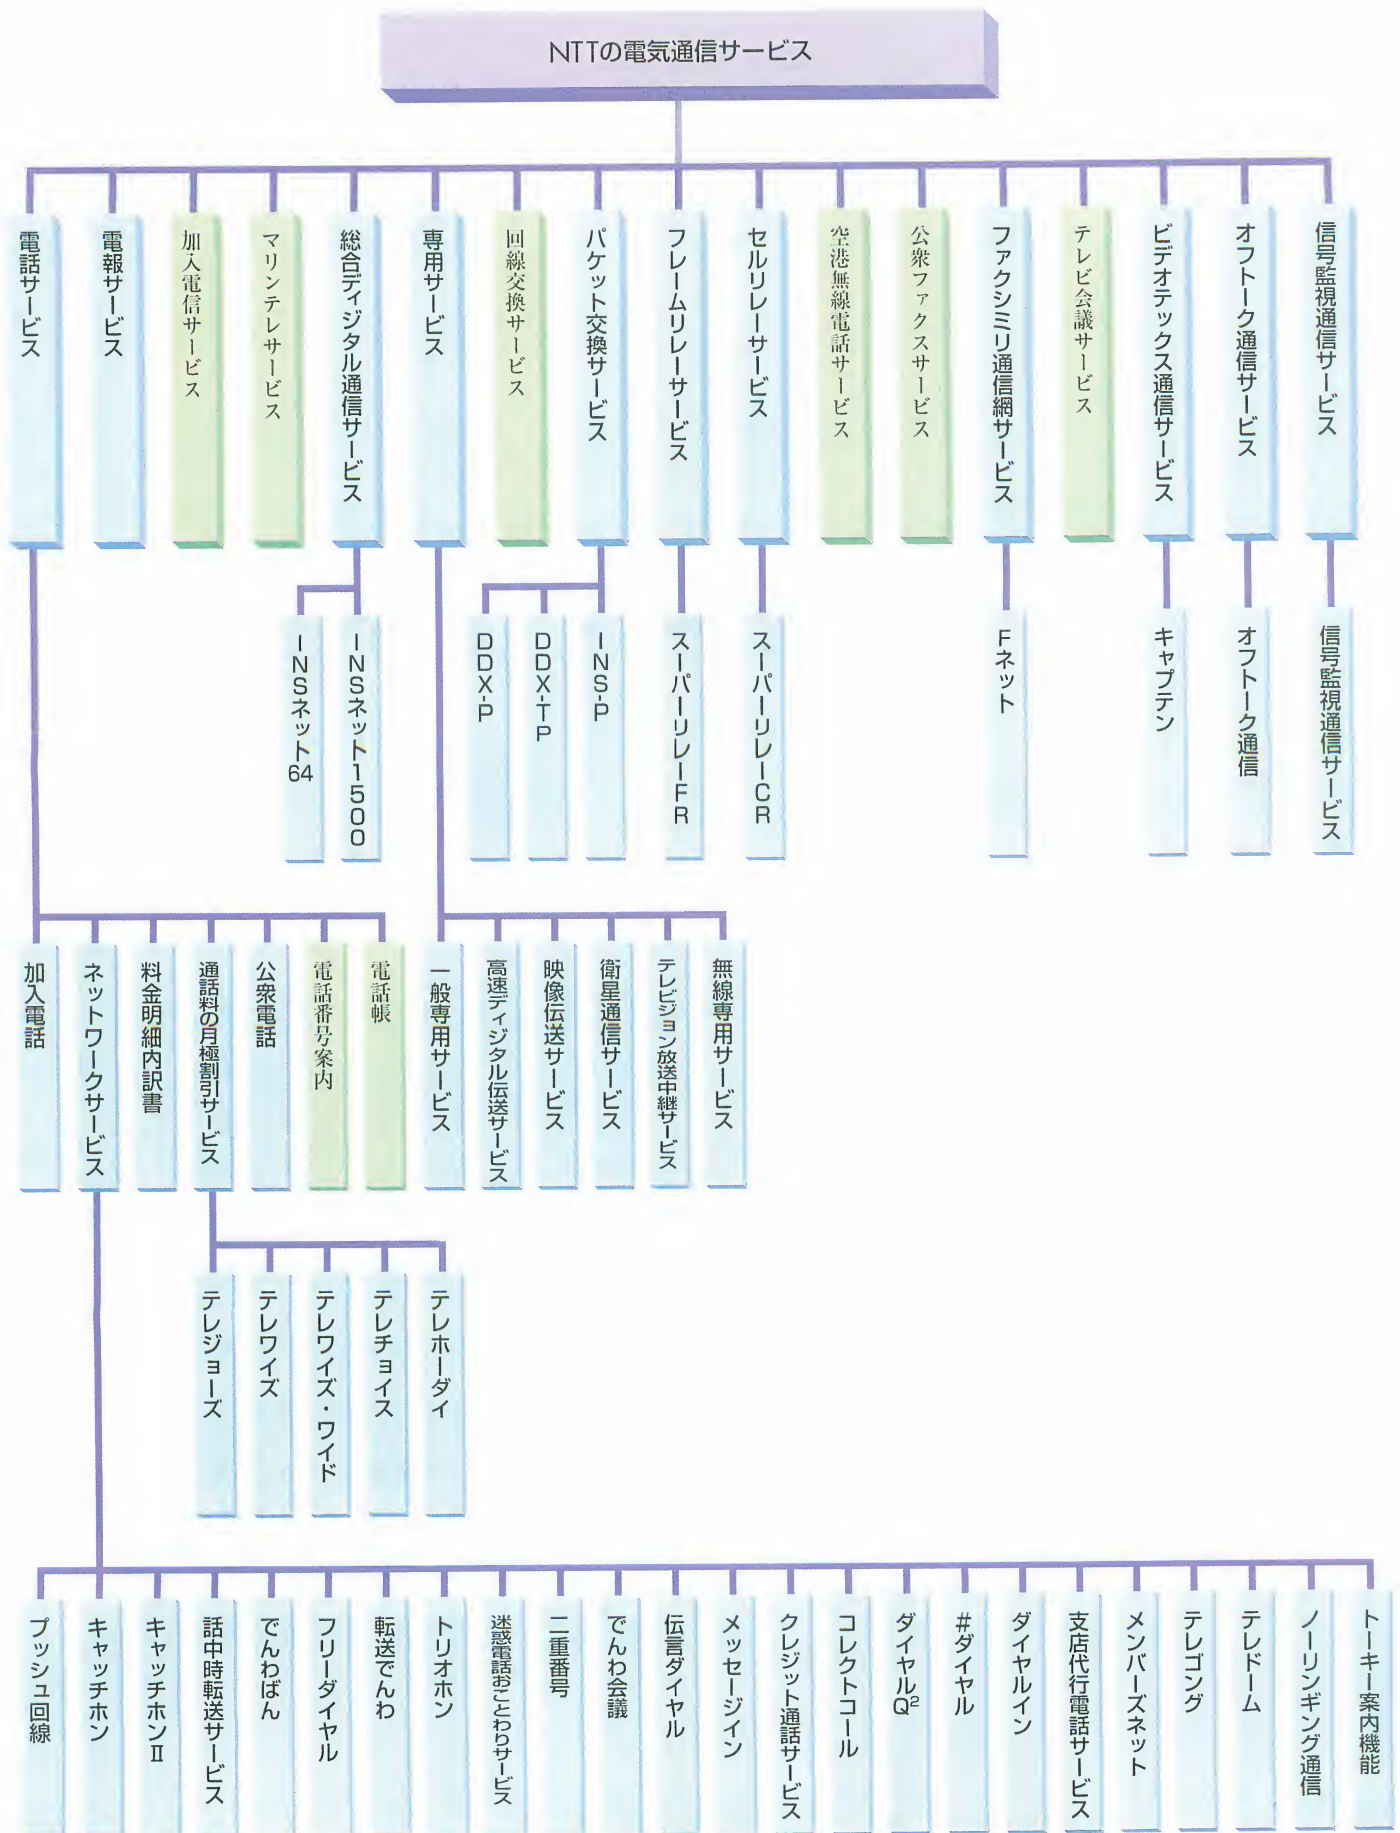 NTTの電気通信サービス
電話サービス
電報サービス
加入電信サービス
マリンテレサービス
総合ディジタル通信サービス
専用サービス
回線交換サービス
パケット交換サービス
フレームリレーサービス
セルリレーサービス
空港無線電話サービス
公衆ファクスサービス
ファクシミリ通信網サービス
テレビ会議サービス
ビデオテックス通信サービス
オフトーク通信サービス
信号監視通信サービス
INSネット64
INSネット1500
DDX-P
DDX-TP
INS-P
スーパーリレーFR
スーパーリレーCR
Fネット
キャプテン
オフトーク通信
信号監視通信サービス
加入電話
ネットワークサービス
料金明細内訳書
通話料の月極割引サービス
公衆電話
電話番号案内
電話帳
一般専用サービス
高速ディジタル伝送サービス
映像伝送サービス
衛星通信サービス
テレビジョン放送中継サービス
無線専用サービス
テレジョーズ
テレワイズ
テレワイズ・ワイド
テレチョイス
テレホーダイ
プッシュ回線
キャッチホン
キャッチホンⅡ
話中時転送サービス
でんわばん
フリーダイヤル
転送でんわ
トリオホン
迷惑電話おことわりサービス
二重番号
でんわ会議
伝言ダイヤル
メッセージイン
クレジット通話サービス
コレクトコール
ダイヤルQ²
#ダイヤル
ダイヤルイン
支店代行電話サービス
メンバーズネット
テレゴング
テレドーム
ノーリンギング通信
トーキー案内機能